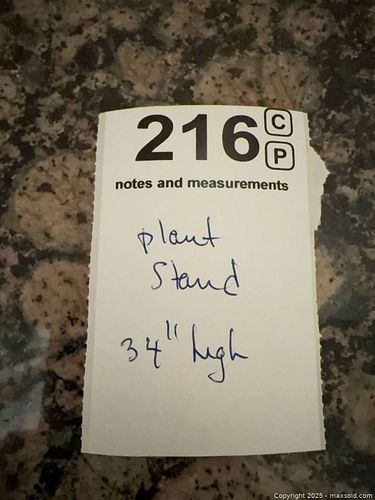 216 C
P
notes and measurements
plant
Stand
34" high
Copyright 2025 - maxsold.com